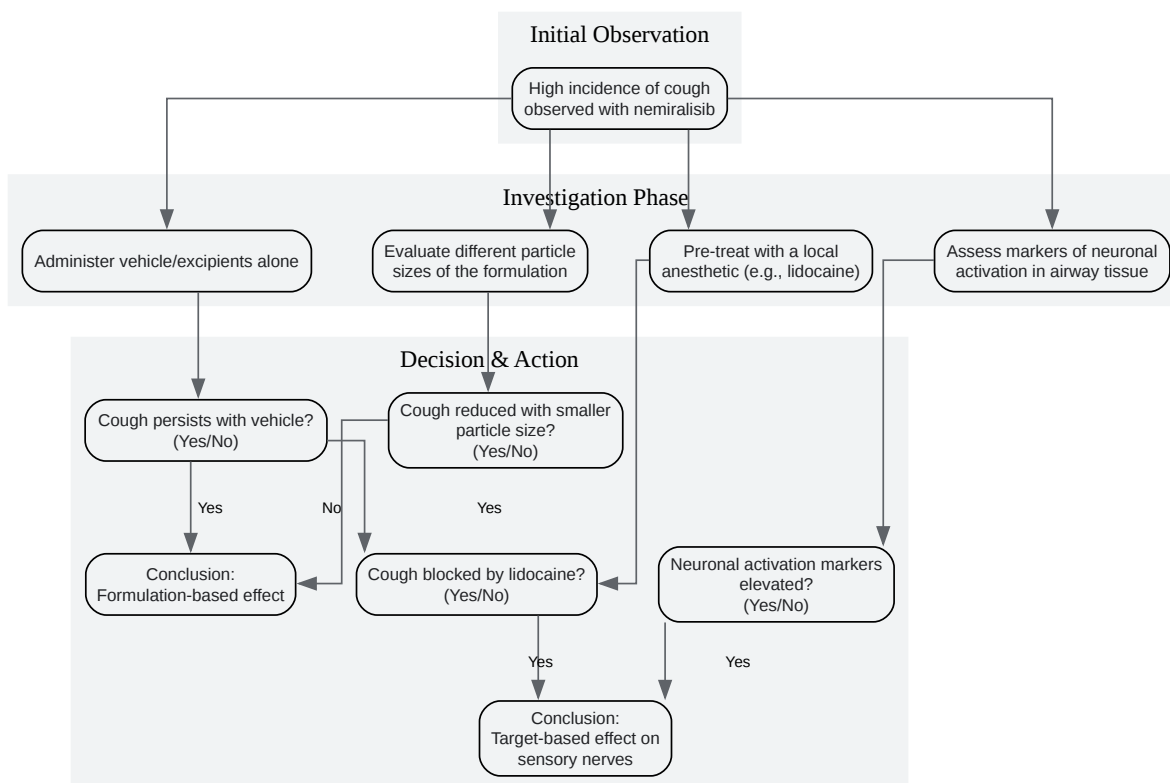 Initial Observation
High incidence of cough
observed with nemiralisib
Investigation Phase
Administer vehicle/excipients alone
Evaluate different particle
sizes of the formulation
Pre-treat with a local
anesthetic (e.g., lidocaine)
Assess markers of neuronal
activation in airway tissue
Decision & Action
Cough persists with vehicle?
(Yes/No)
Cough reduced with smaller
particle size?
(Yes/No)
Yes
No
Yes
Conclusion:
Formulation-based effect
Cough blocked by lidocaine?
(Yes/No)
Neuronal activation markers
elevated?
(Yes/No)
Yes
Yes
Conclusion:
Target-based effect on
sensory nerves